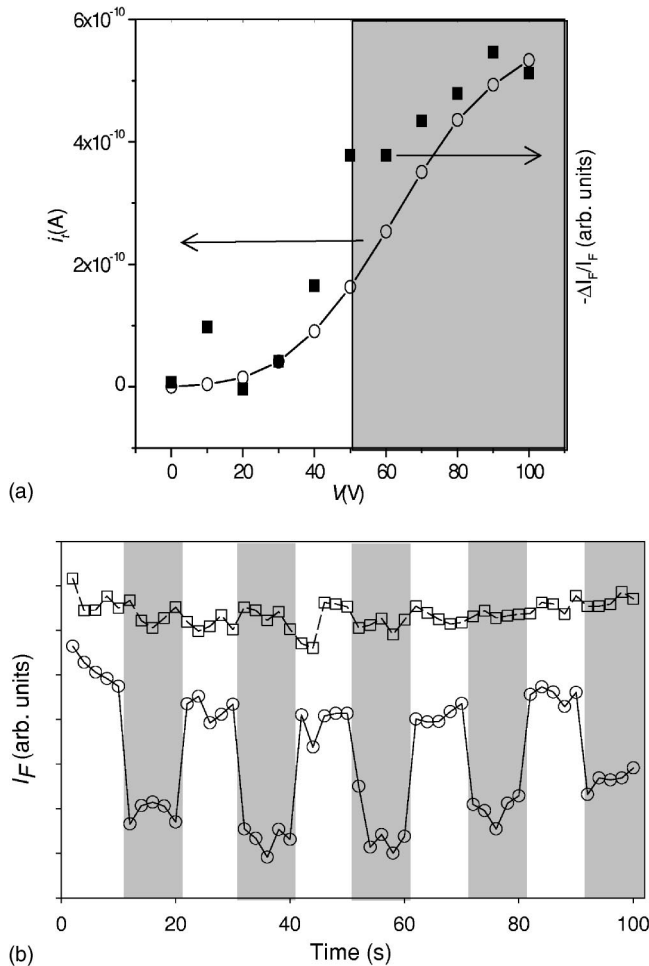 6x10⁻¹⁰
4x10⁻¹⁰
2x10⁻¹⁰
0
iₜ(A)
-ΔI_F/I_F (arb. units)
0 20 40 60 80 100
V(V)
(a)
I_F (arb. units)
0 20 40 60 80 100
Time (s)
(b)